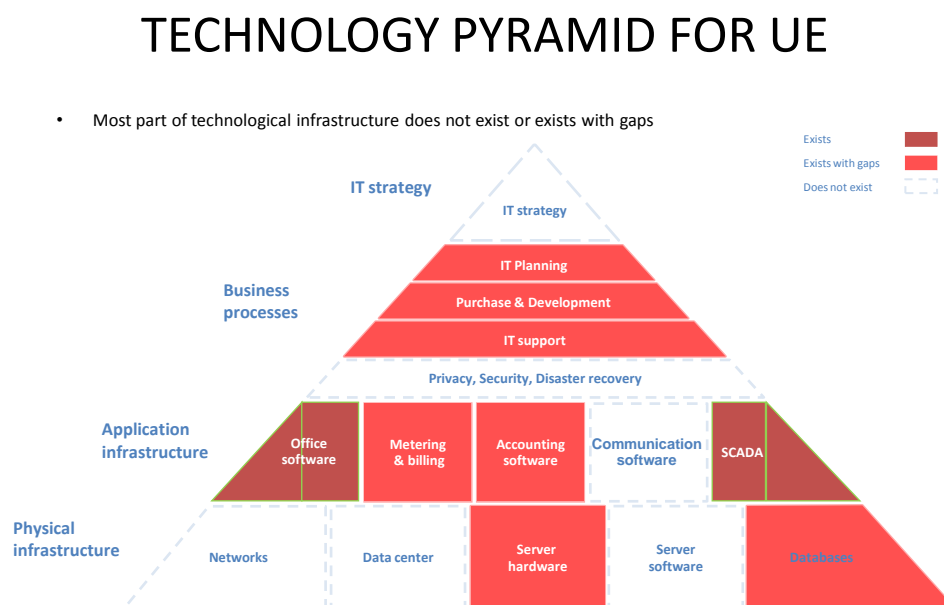 TECHNOLOGY PYRAMID FOR UE
• Most part of technological infrastructure does not exist or exists with gaps
Exists
Exists with gaps
Does not exist
IT strategy
IT strategy
Business
processes
IT Planning
Purchase & Development
IT support
Privacy, Security, Disaster recovery
Application
infrastructure
Office
software
Metering
& billing
Accounting
software
Communication
software
SCADA
Physical
infrastructure
Networks
Data center
Server
hardware
Server
software
Databases